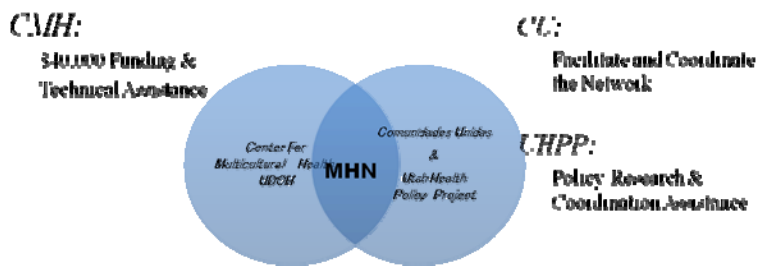 CMH:
$40,000 Funding &
Technical Assistance
Center For
Multicultural Health
UDOH
MHN
Comunidades Unidas
&
Utah Health
Policy Project
CU:
Facilitate and Coordinate
the Network
UHPP:
Policy Research &
Coordination Assistance